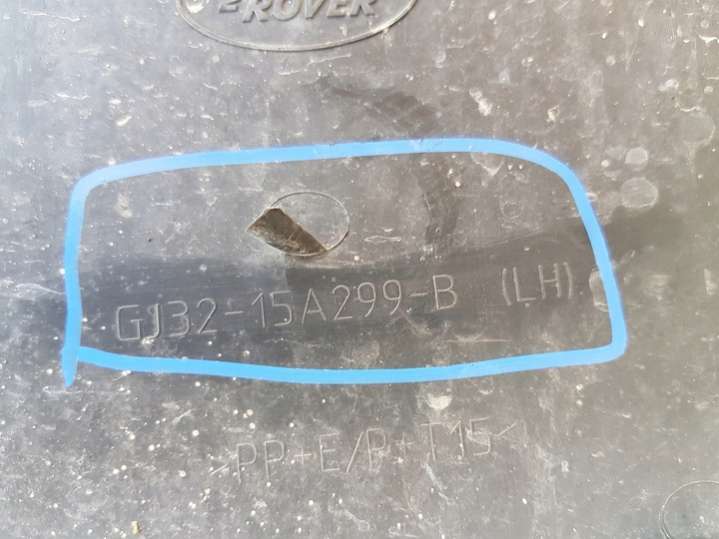 ROVER
GJ32-15A299-B (LH)
>PP+E/P+T15<